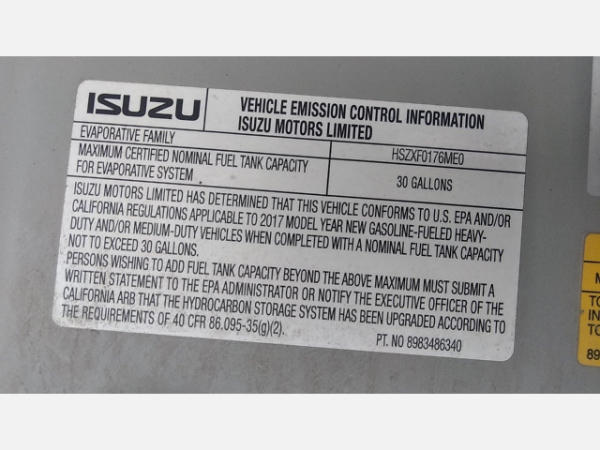 ISUZU
VEHICLE EMISSION CONTROL INFORMATION
ISUZU MOTORS LIMITED
EVAPORATIVE FAMILY
HSZXF0176ME0
MAXIMUM CERTIFIED NOMINAL FUEL TANK CAPACITY
FOR EVAPORATIVE SYSTEM
30 GALLONS
ISUZU MOTORS LIMITED HAS DETERMINED THAT THIS VEHICLE CONFORMS TO U.S. EPA AND/OR
CALIFORNIA REGULATIONS APPLICABLE TO 2017 MODEL YEAR NEW GASOLINE-FUELED HEAVY-
DUTY AND/OR MEDIUM-DUTY VEHICLES WHEN COMPLETED WITH A NOMINAL FUEL TANK CAPACITY
NOT TO EXCEED 30 GALLONS.
PERSONS WISHING TO ADD FUEL TANK CAPACITY BEYOND THE ABOVE MAXIMUM MUST SUBMIT A
WRITTEN STATEMENT TO THE EPA ADMINISTRATOR OR NOTIFY THE EXECUTIVE OFFICER OF THE
CALIFORNIA ARB THAT THE HYDROCARBON STORAGE SYSTEM HAS BEEN UPGRADED ACCORDING TO
THE REQUIREMENTS OF 40 CFR 86.095-35(g)(2).
PT. NO 8983486340
TO
IN
TO
89